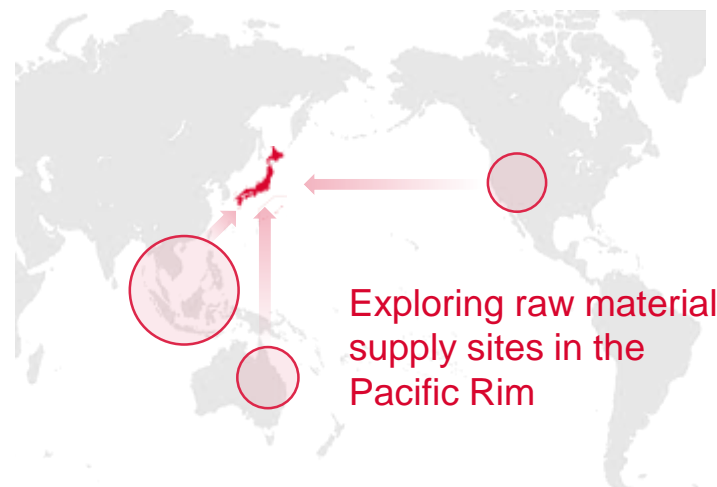 Exploring raw material
supply sites in the
Pacific Rim